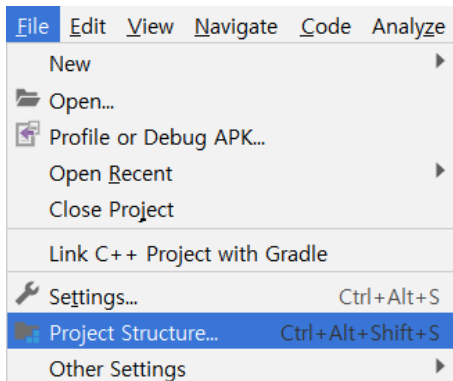 File Edit View Navigate Code Analyze
New
Open...
Profile or Debug APK...
Open Recent
Close Project
Link C++ Project with Gradle
Settings... Ctrl+Alt+S
Project Structure... Ctrl+Alt+Shift+S
Other Settings